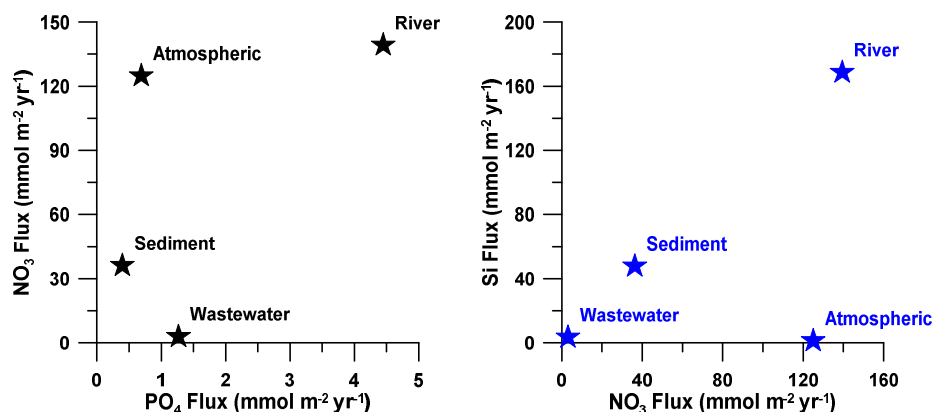 150
120
90
60
30
0
NO₃ Flux (mmol m⁻² yr⁻¹)
River
Atmospheric
Sediment
Wastewater
0 1 2 3 4 5
PO₄ Flux (mmol m⁻² yr⁻¹)
200
160
120
80
40
0
Si Flux (mmol m⁻² yr⁻¹)
River
Sediment
Wastewater
Atmospheric
0 40 80 120 160
NO₃ Flux (mmol m⁻² yr⁻¹)